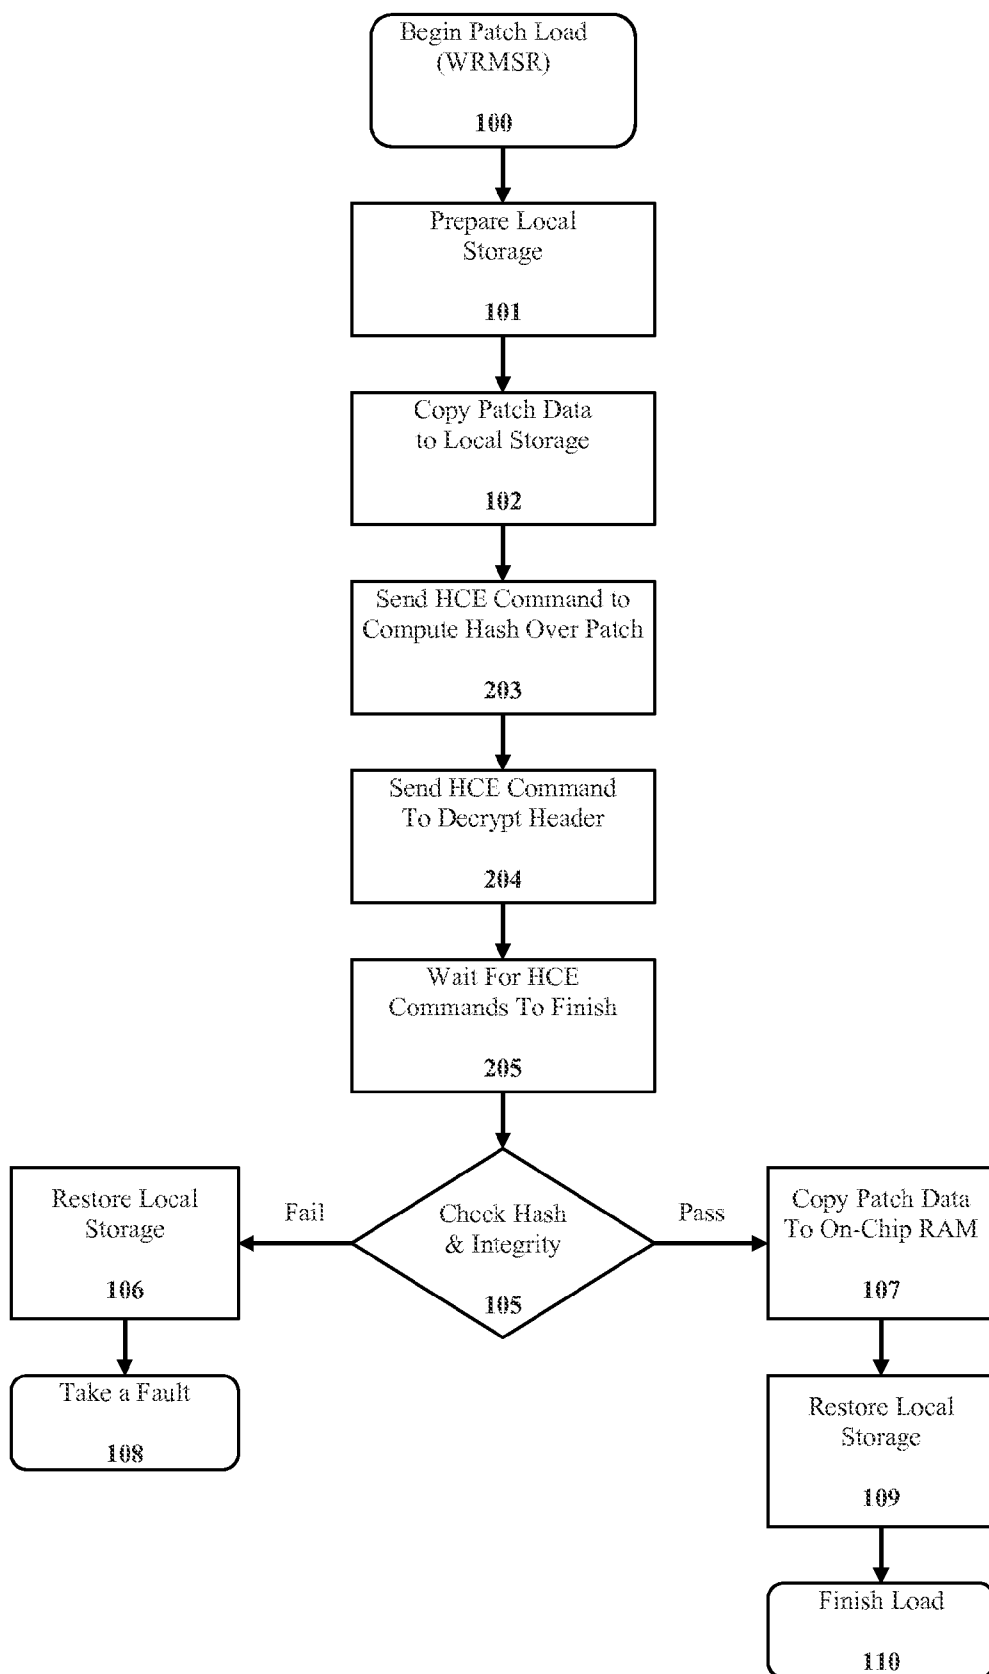 Begin Patch Load
(WRMSR)
100
Prepare Local
Storage
101
Copy Patch Data
to Local Storage
102
Send HCE Command to
Compute Hash Over Patch
203
Send HCE Command
To Decrypt Header
204
Wait For HCE
Commands To Finish
205
Check Hash
& Integrity
105
Fail
Pass
Restore Local
Storage
106
Take a Fault
108
Copy Patch Data
To On-Chip RAM
107
Restore Local
Storage
109
Finish Load
110